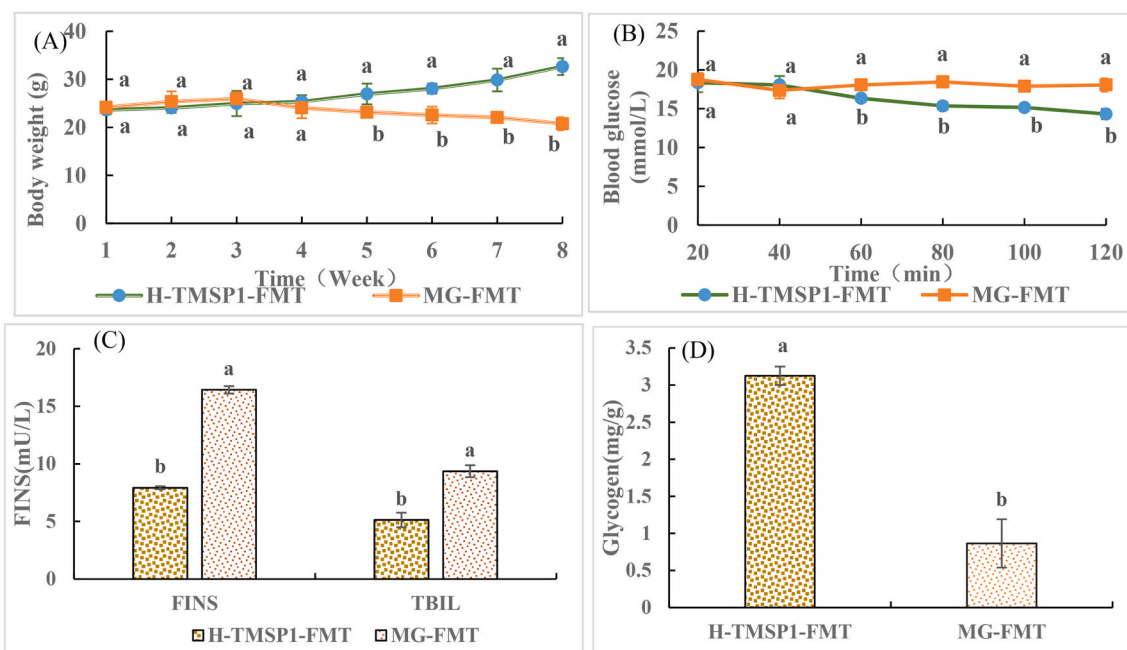 (A)
Body weight (g)
40
30
20
10
0
a a a a a a a a
a a a a b b b b
1 2 3 4 5 6 7 8
Time（Week）
H-TMSP1-FMT MG-FMT
(B)
Blood glucose
(mmol/L)
25
20
15
10
5
0
a a a a a a
a a b b b b
20 40 60 80 100 120
Time（min）
H-TMSP1-FMT MG-FMT
(C)
FINS(mU/L)
20
15
10
5
0
b a b a
FINS TBIL
H-TMSP1-FMT MG-FMT
(D)
Glycogen(mg/g)
3.5
3
2.5
2
1.5
1
0.5
0
a b
H-TMSP1-FMT MG-FMT